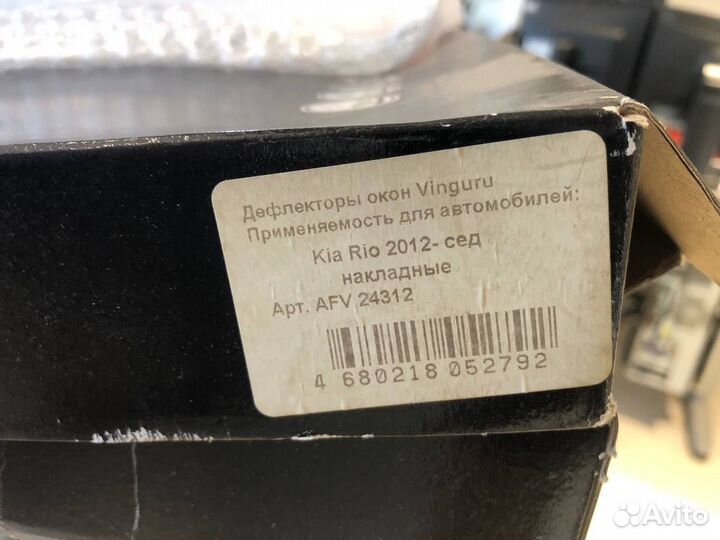 Дефлекторы окон Vinguru
Применяемость для автомобилей:
Kia Rio 2012- сед
накладные
Арт. AFV 24312
4 680218 052792
Avito